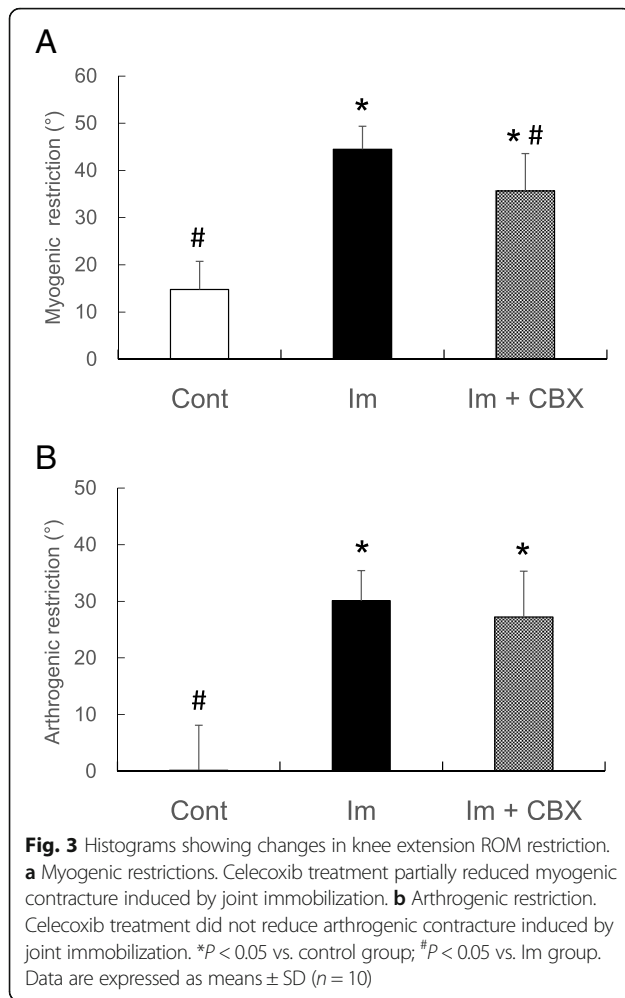 A
Myogenic restriction (°)
60
50
40
30
20
10
0
#
*
* #
Cont Im Im + CBX
B
Arthrogenic restriction (°)
50
40
30
20
10
0
#
*
*
Cont Im Im + CBX
Fig. 3 Histograms showing changes in knee extension ROM restriction.
a Myogenic restrictions. Celecoxib treatment partially reduced myogenic
contracture induced by joint immobilization. b Arthrogenic restriction.
Celecoxib treatment did not reduce arthrogenic contracture induced by
joint immobilization. *P < 0.05 vs. control group; #P < 0.05 vs. Im group.
Data are expressed as means ± SD (n = 10)